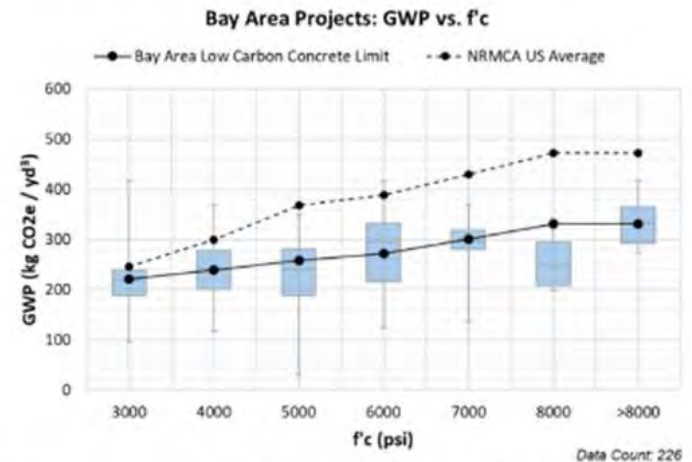 Bay Area Projects: GWP vs. f'c
Bay Area Low Carbon Concrete Limit NRMCA US Average
600
500
400
300
200
100
0
GWP (kg CO2e / yd³)
3000 4000 5000 6000 7000 8000 >8000
f'c (psi)
Data Count: 226